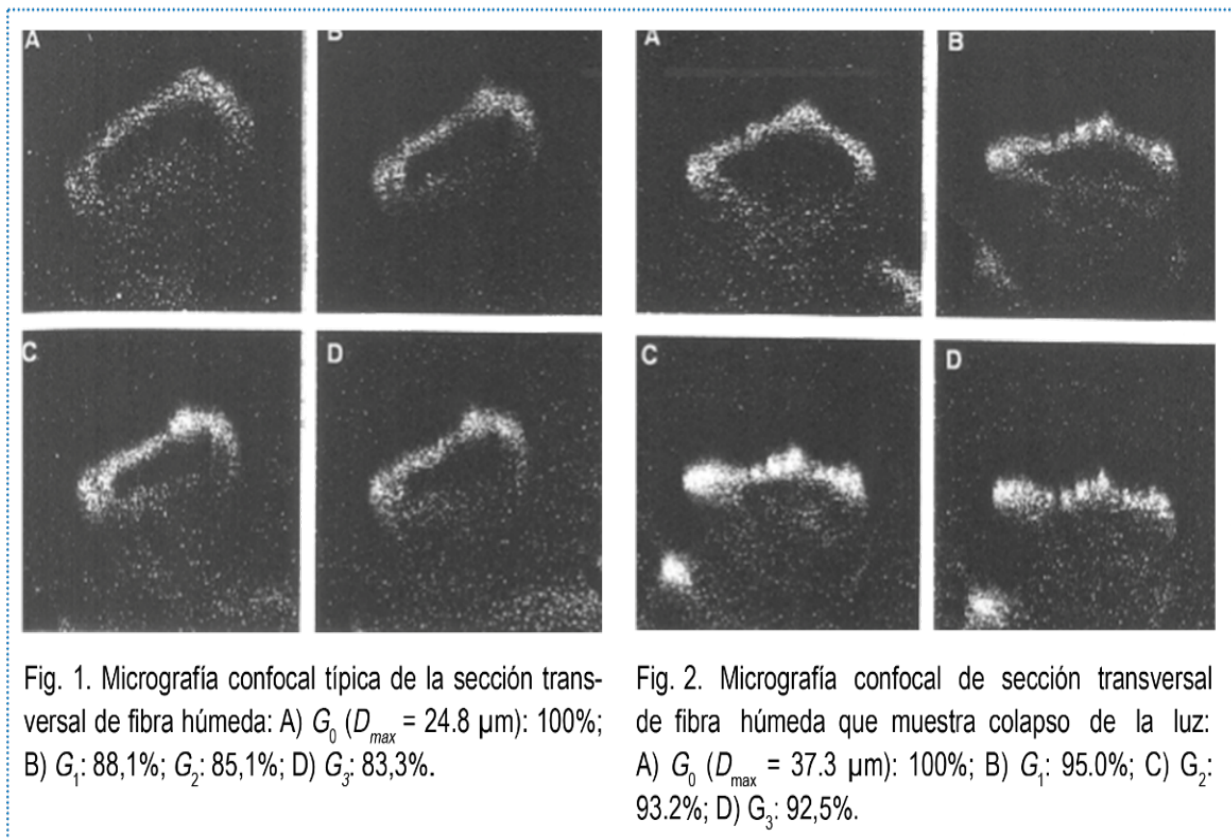 A
B
A
B
C
D
C
D
Fig. 1. Micrografía confocal típica de la sección trans-
versal de fibra húmeda: A) G₀ (Dmax = 24.8 µm): 100%;
B) G₁: 88,1%; G₂: 85,1%; D) G₃: 83,3%.
Fig. 2. Micrografía confocal de sección transversal
de fibra húmeda que muestra colapso de la luz:
A) G₀ (Dmax = 37.3 µm): 100%; B) G₁: 95.0%; C) G₂:
93.2%; D) G₃: 92,5%.